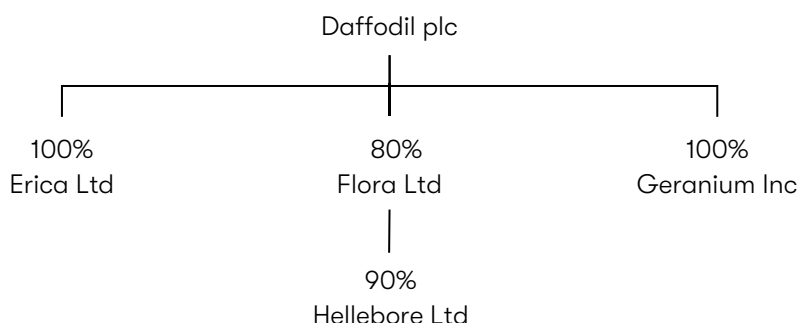 Daffodil plc
100%
Erica Ltd
80%
Flora Ltd
100%
Geranium Inc
90%
Hellebore Ltd